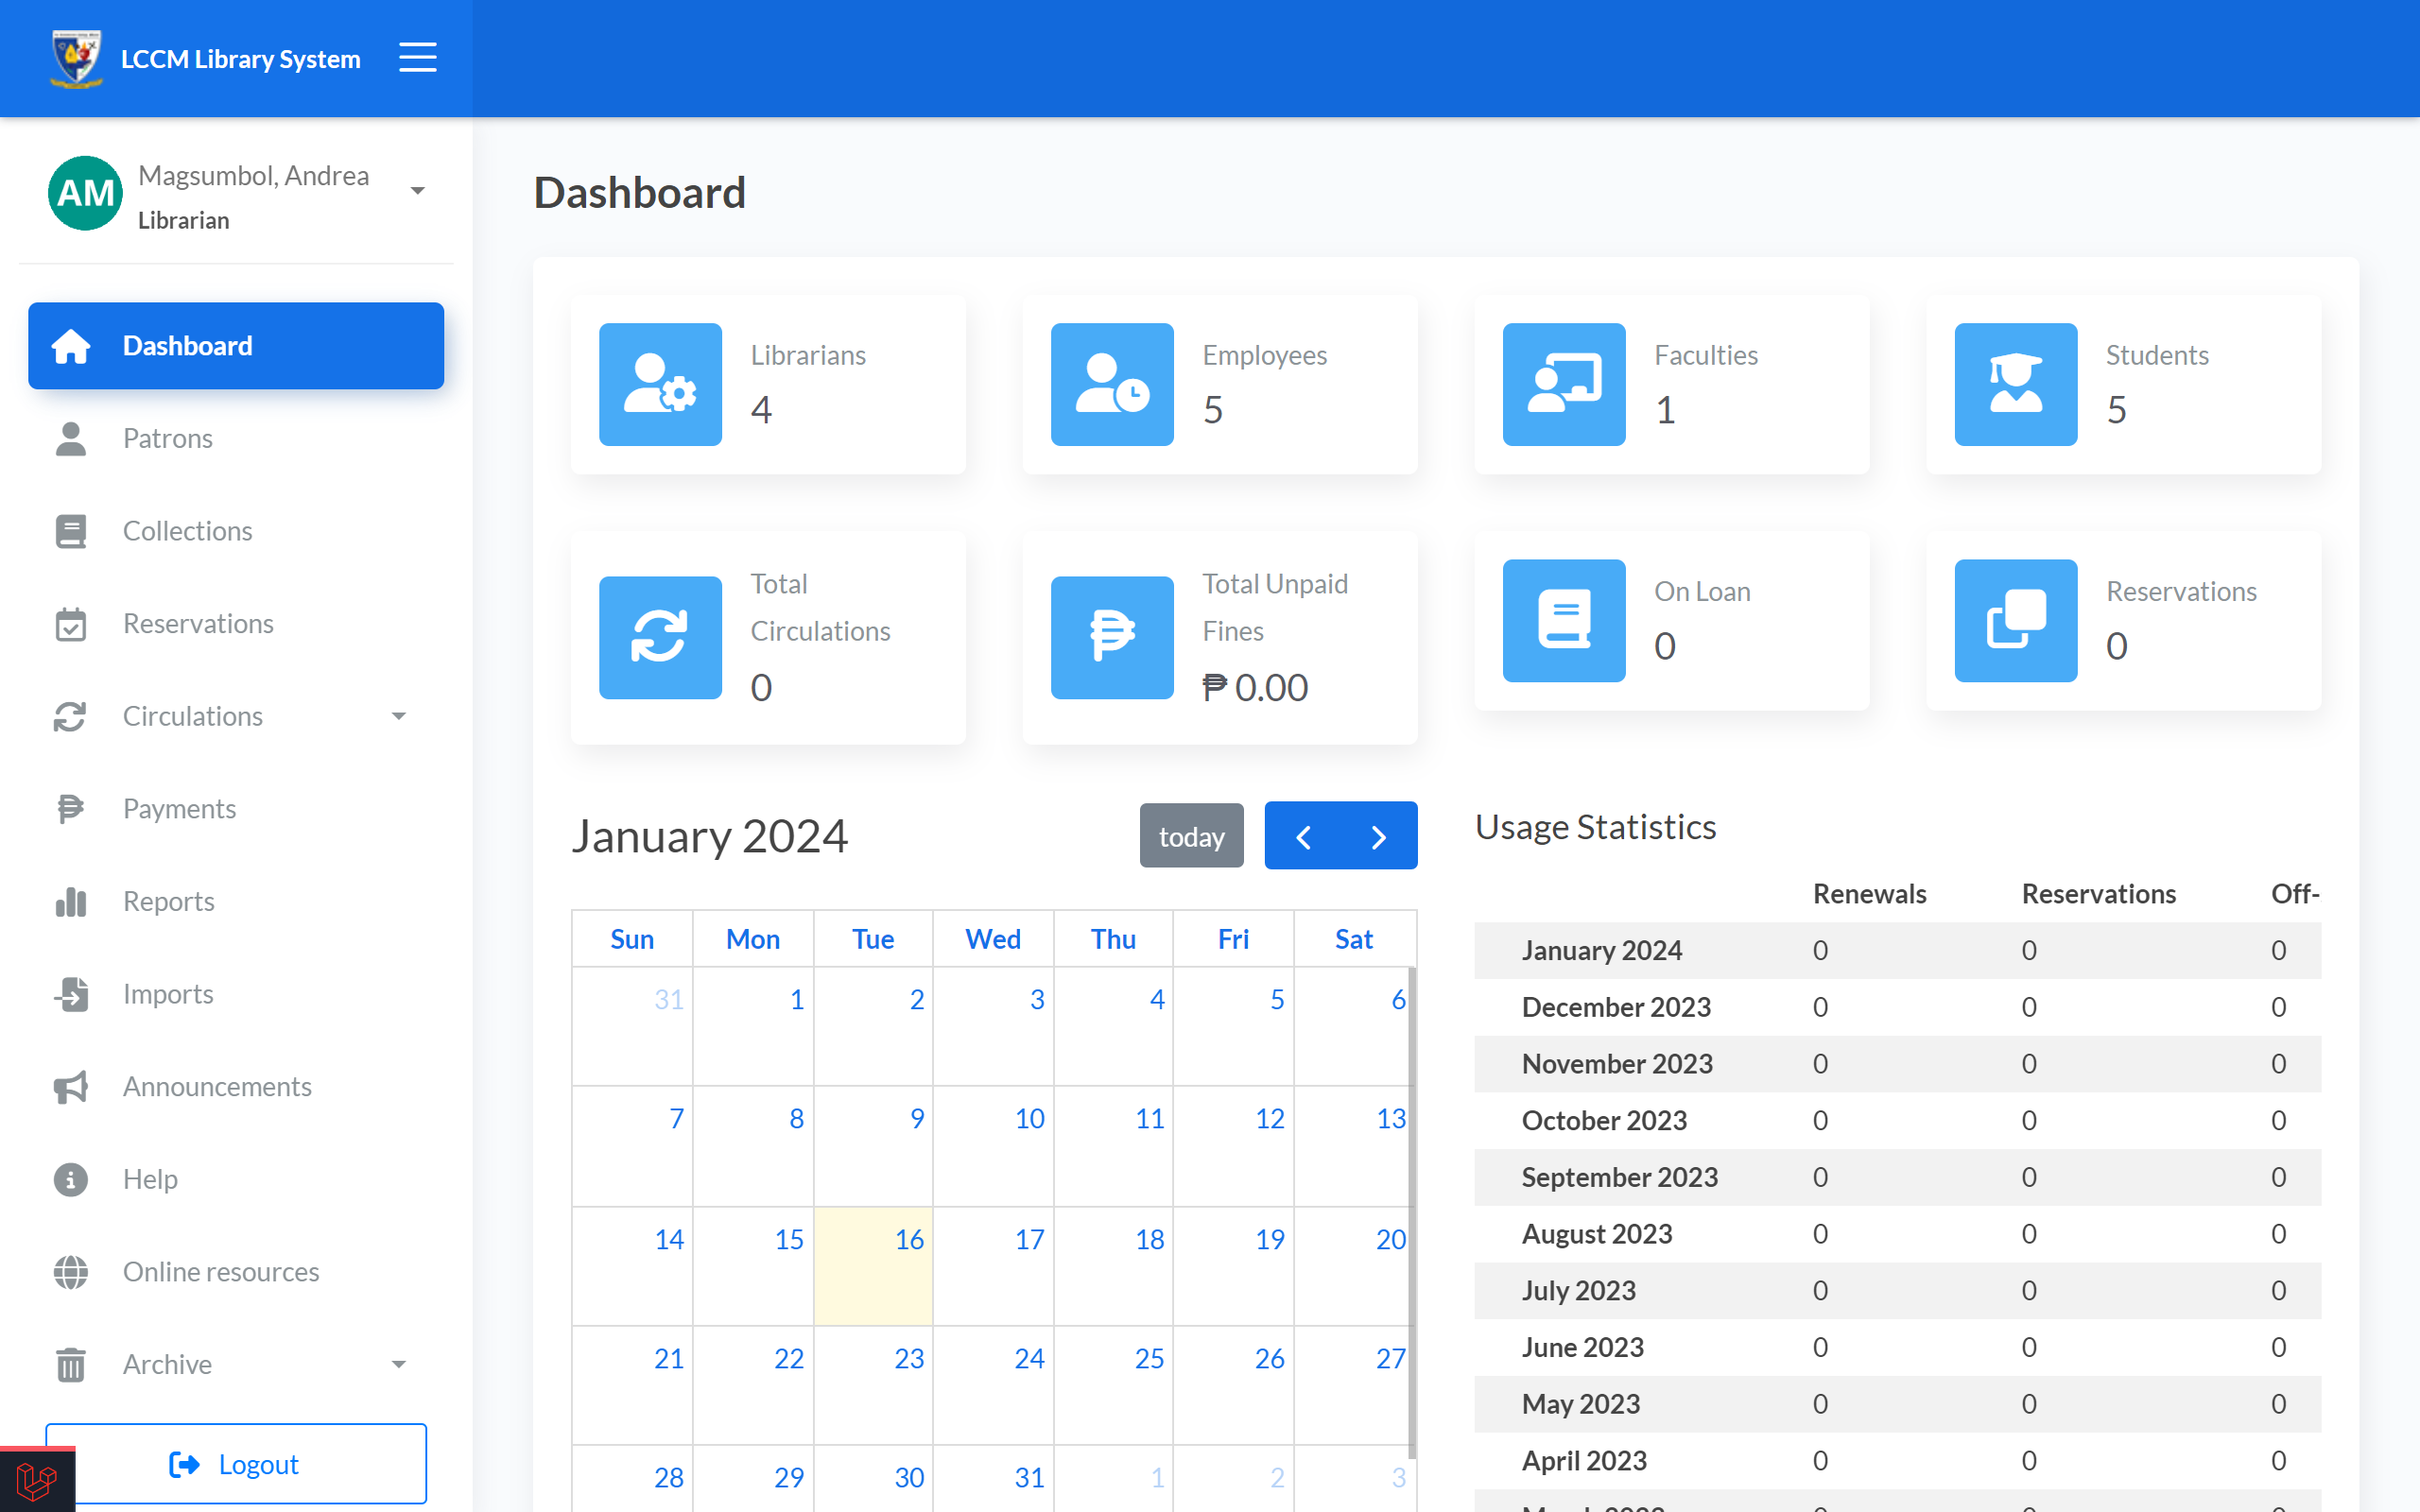 LCCM Library System
AM
Magsumbol, Andrea
Librarian
Dashboard
Patrons
Collections
Reservations
Circulations
Payments
Reports
Imports
Announcements
Help
Online resources
Archive
Logout
Dashboard
Librarians
4
Employees
5
Faculties
1
Students
5
Total
Circulations
0
Total Unpaid
Fines
₱ 0.00
On Loan
0
Reservations
0
January 2024
today
Sun Mon Tue Wed Thu Fri Sat
31 1 2 3 4 5 6
7 8 9 10 11 12 13
14 15 16 17 18 19 20
21 22 23 24 25 26 27
28 29 30 31 1 2 3
Usage Statistics
Renewals Reservations Off-
January 2024 0 0 0
December 2023 0 0 0
November 2023 0 0 0
October 2023 0 0 0
September 2023 0 0 0
August 2023 0 0 0
July 2023 0 0 0
June 2023 0 0 0
May 2023 0 0 0
April 2023 0 0 0